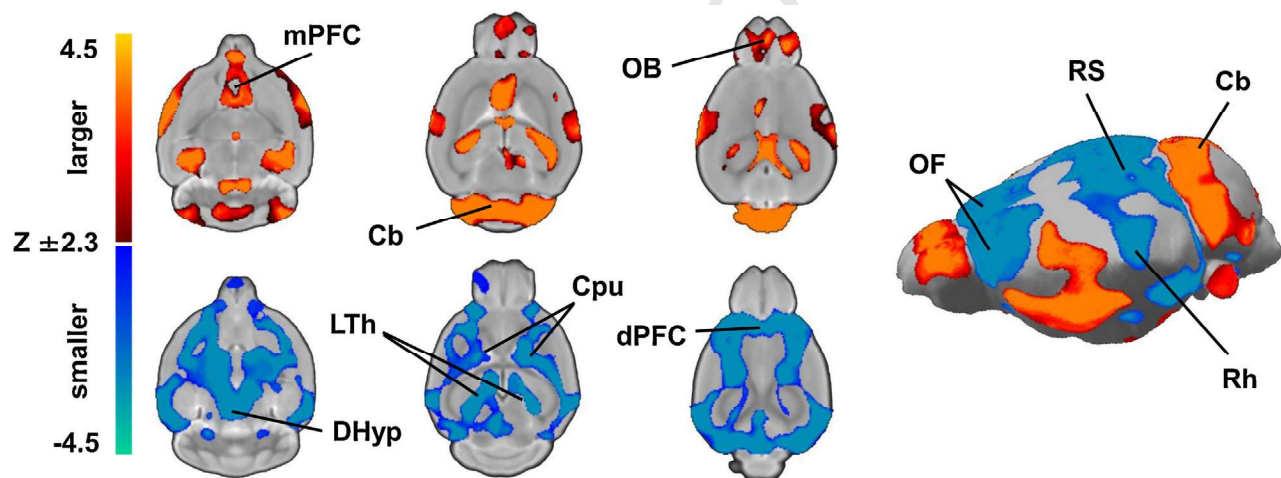 4.5
larger
Z ±2.3
smaller
-4.5
mPFC
Cb
OB
LTh
DHyp
Cpu
dPFC
RS
Cb
OF
Rh